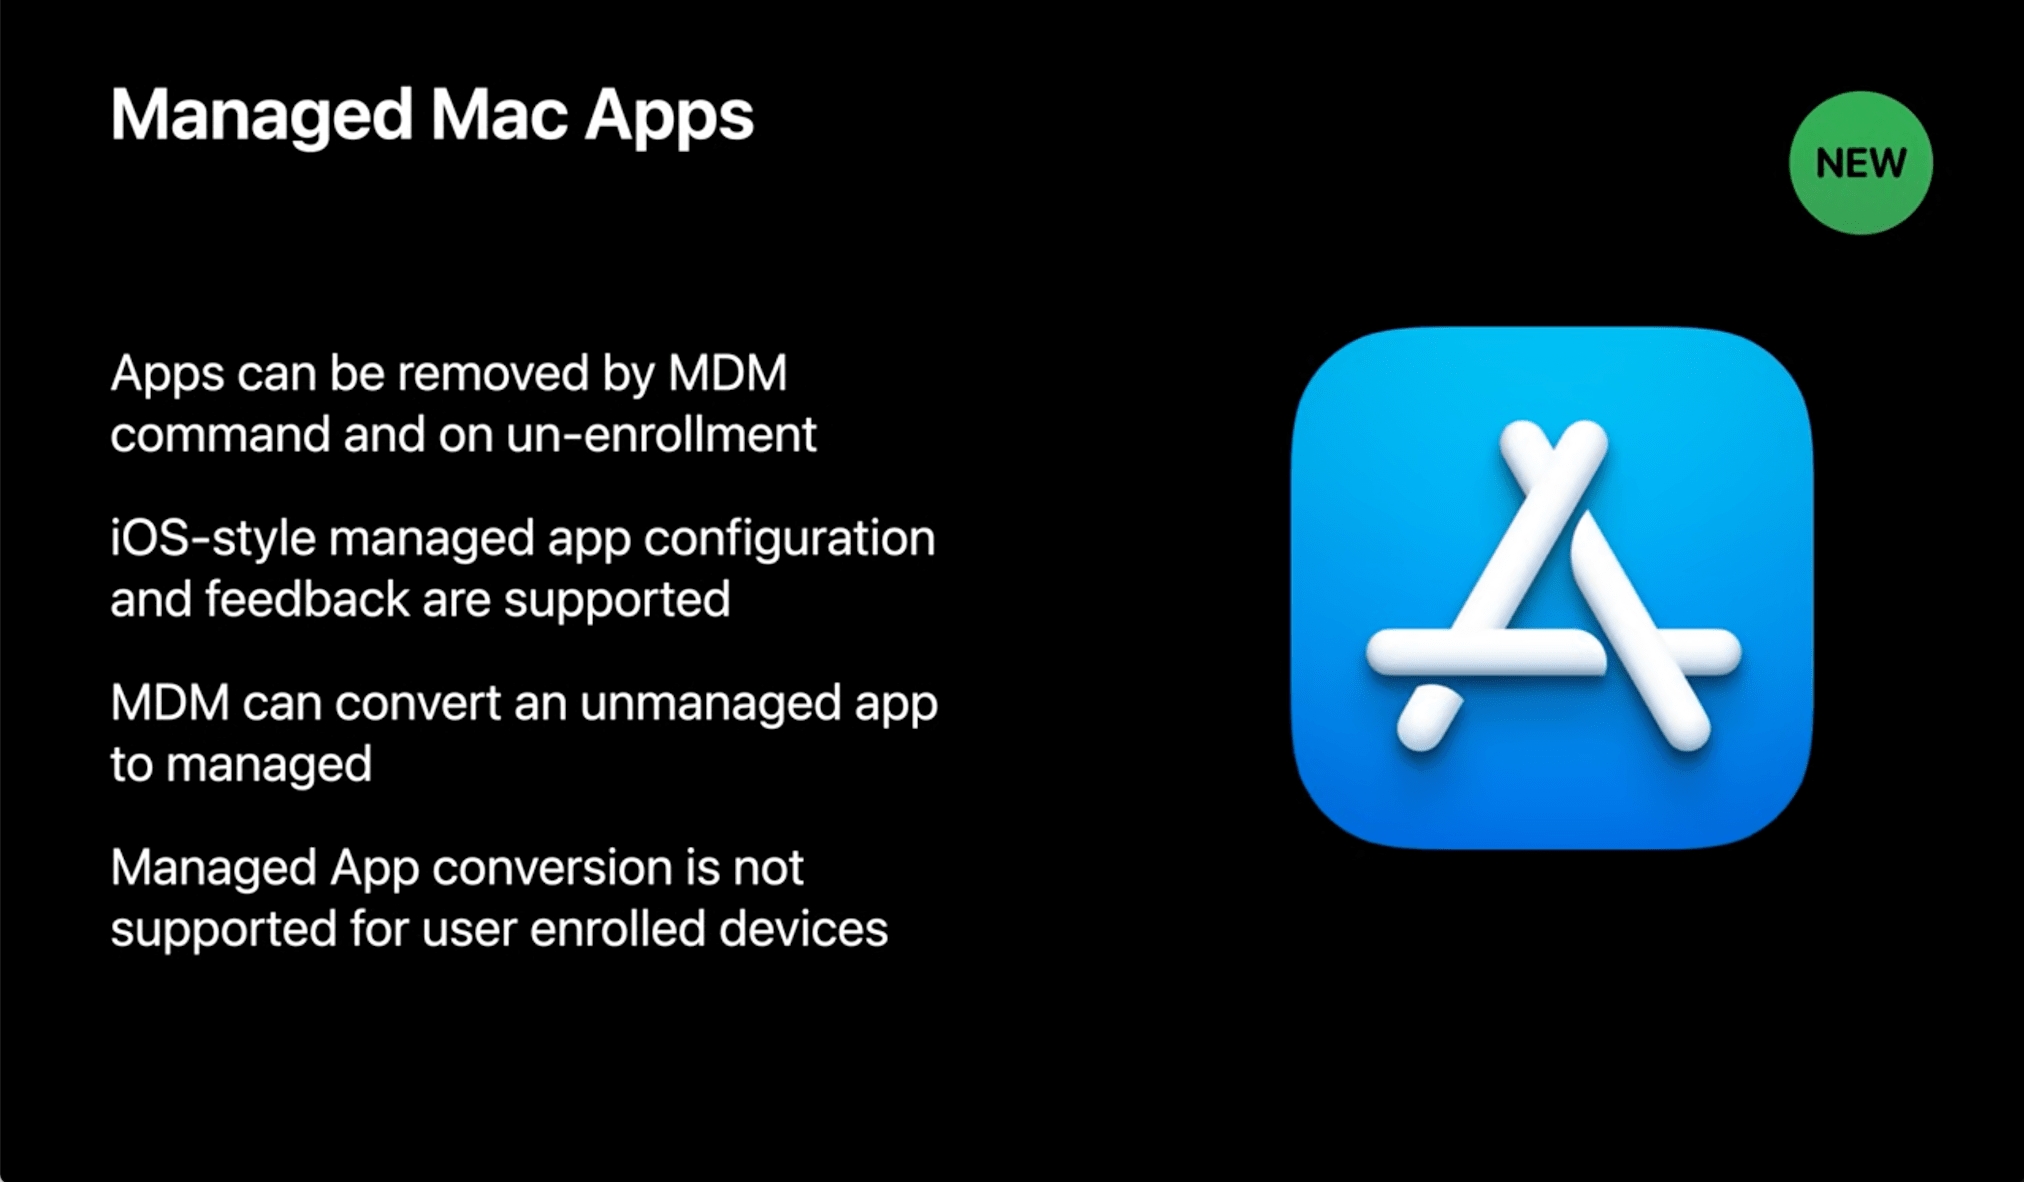 Managed Mac Apps
NEW
Apps can be removed by MDM
command and on un-enrollment
iOS-style managed app configuration
and feedback are supported
MDM can convert an unmanaged app
to managed
Managed App conversion is not
supported for user enrolled devices